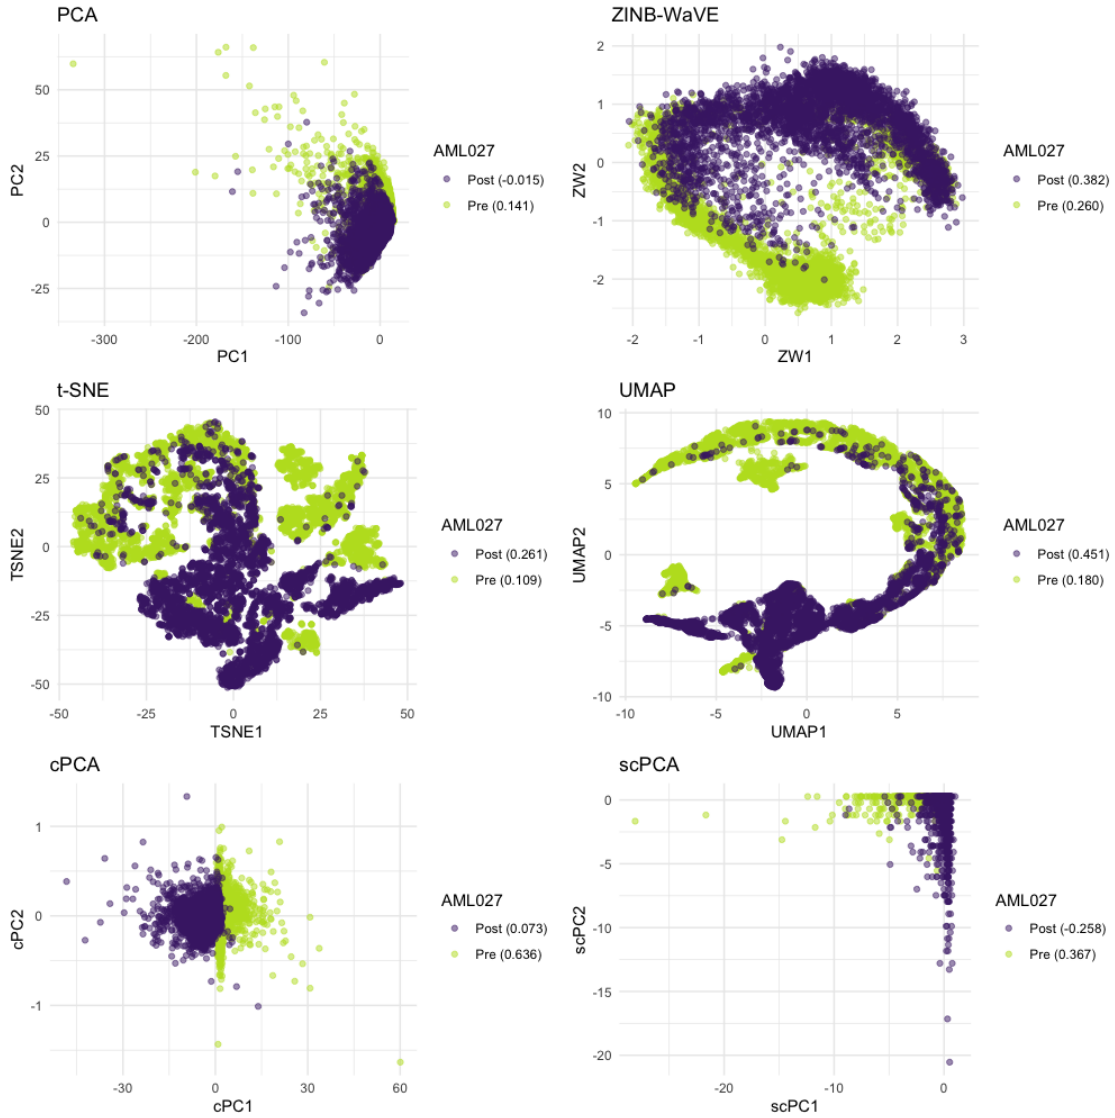 PCA
50
25
0
-25
PC2
-300
-200
-100
0
PC1
AML027
Post (-0.015)
Pre (0.141)
ZINB-WaVE
2
1
0
-1
-2
ZW2
-2
-1
0
1
2
3
ZW1
AML027
Post (0.382)
Pre (0.260)
t-SNE
50
25
0
-25
-50
TSNE2
-50
-25
0
25
50
TSNE1
AML027
Post (0.261)
Pre (0.109)
UMAP
10
5
0
-5
-10
UMAP2
-10
-5
0
5
UMAP1
AML027
Post (0.451)
Pre (0.180)
cPCA
1
0
-1
cPC2
-30
0
30
60
cPC1
AML027
Post (0.073)
Pre (0.636)
scPCA
0
-5
-10
-15
-20
scPC2
-20
-10
0
scPC1
AML027
Post (-0.258)
Pre (0.367)